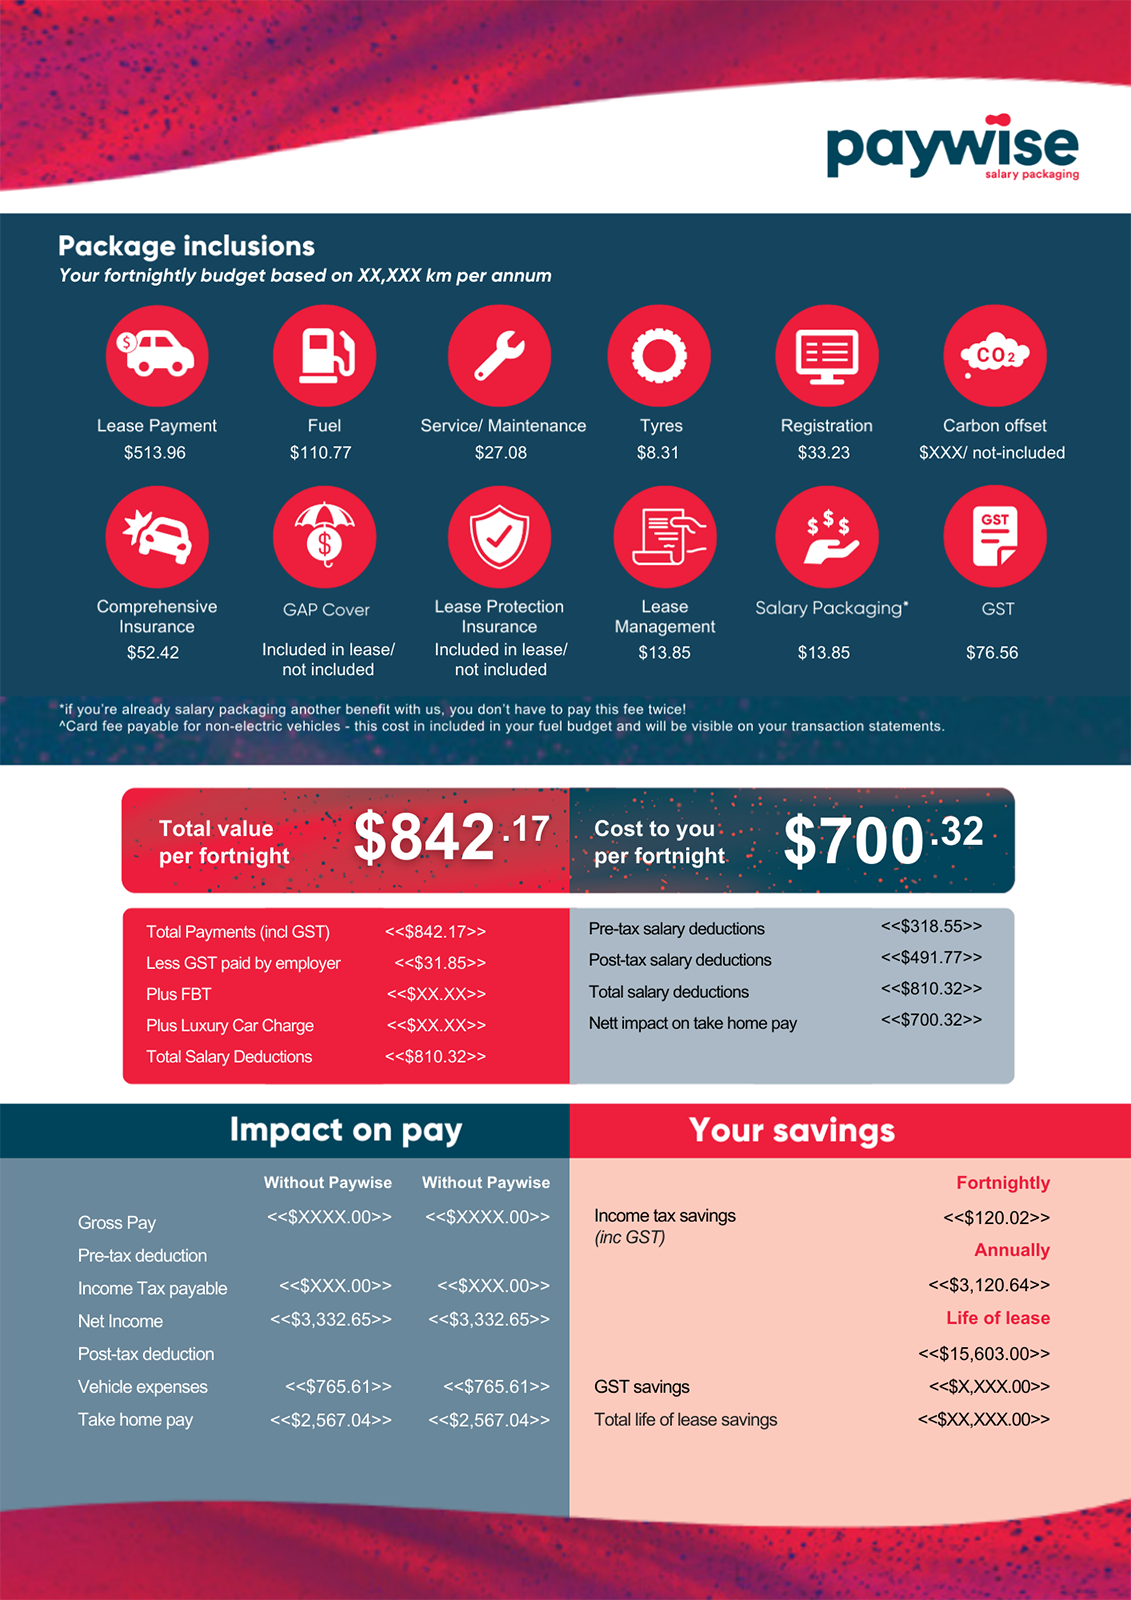 paywise
salary packaging
Package inclusions
Your fortnightly budget based on XX,XXX km per annum
$
CO2
Lease Payment
Fuel
Service/ Maintenance
Tyres
Registration
Carbon offset
$513.96
$110.77
$27.08
$8.31
$33.23
$XXX/ not-included
$
$ $ $
GST
Comprehensive
Insurance
GAP Cover
Lease Protection
Insurance
Lease
Management
Salary Packaging*
GST
$52.42
Included in lease/
not included
Included in lease/
not included
$13.85
$13.85
$76.56
*if you're already salary packaging another benefit with us, you don't have to pay this fee twice!
^Card fee payable for non-electric vehicles - this cost in included in your fuel budget and will be visible on your transaction statements.
Total value
per fortnight
$842.17
Cost to you
per fortnight
$700.32
Total Payments (incl GST) <<$842.17>>
Less GST paid by employer <<$31.85>>
Plus FBT <<$XX.XX>>
Plus Luxury Car Charge <<$XX.XX>>
Total Salary Deductions <<$810.32>>
Pre-tax salary deductions <<$318.55>>
Post-tax salary deductions <<$491.77>>
Total salary deductions <<$810.32>>
Nett impact on take home pay <<$700.32>>
Impact on pay
Without Paywise Without Paywise
Gross Pay <<$XXXX.00>> <<$XXXX.00>>
Pre-tax deduction
Income Tax payable <<$XXX.00>> <<$XXX.00>>
Net Income <<$3,332.65>> <<$3,332.65>>
Post-tax deduction
Vehicle expenses <<$765.61>> <<$765.61>>
Take home pay <<$2,567.04>> <<$2,567.04>>
Your savings
Fortnightly
Income tax savings <<$120.02>>
(inc GST)
Annually
<<$3,120.64>>
Life of lease
<<$15,603.00>>
GST savings <<$X,XXX.00>>
Total life of lease savings <<$XX,XXX.00>>